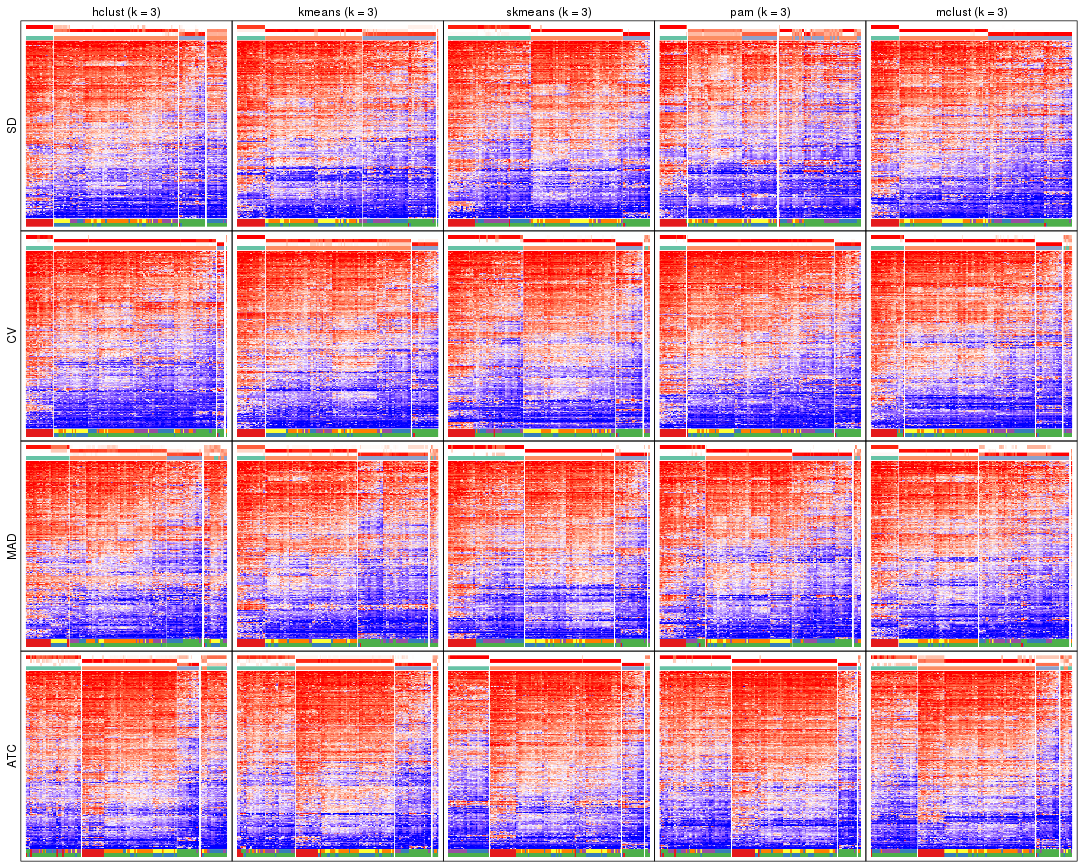 hclust (k = 3) kmeans (k = 3) skmeans (k = 3) pam (k = 3) mclust (k = 3)
SD
CV
MAD
ATC